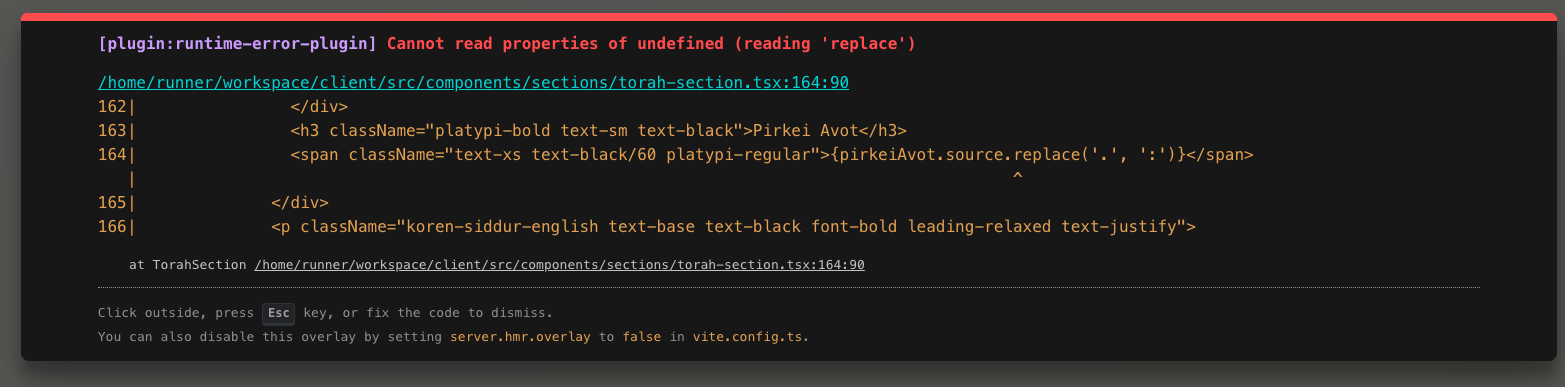 [plugin:runtime-error-plugin] Cannot read properties of undefined (reading 'replace')
/home/runner/workspace/client/src/components/sections/torah-section.tsx:164:90
162|                </div>
163|                <h3 className="platypi-bold text-sm text-black">Pirkei Avot</h3>
164|                <span className="text-xs text-black/60 platypi-regular">{pirkeiAvot.source.replace('.', ':')}</span>
   |                                                                                           ^
165|              </div>
166|              <p className="koren-siddur-english text-base text-black font-bold leading-relaxed text-justify">
at TorahSection /home/runner/workspace/client/src/components/sections/torah-section.tsx:164:90
Click outside, press Esc key, or fix the code to dismiss.
You can also disable this overlay by setting server.hmr.overlay to false in vite.config.ts.